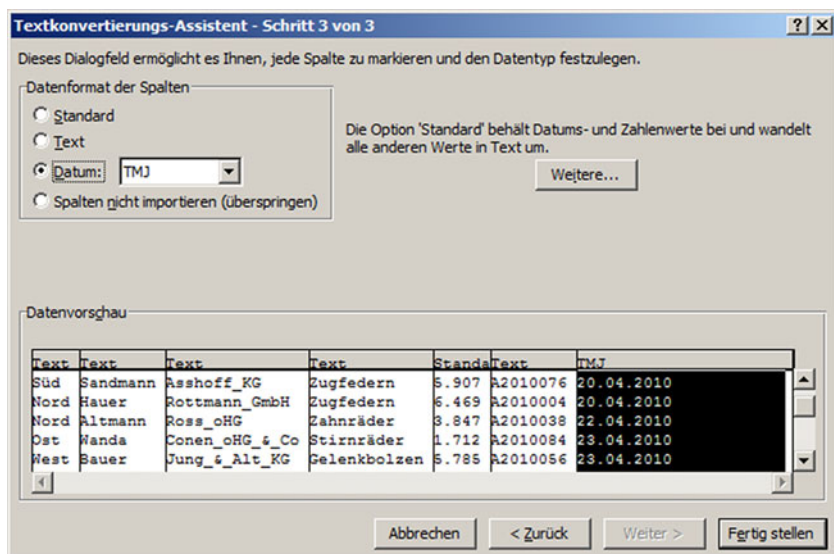 Textkonvertierungs-Assistent - Schritt 3 von 3
Dieses Dialogfeld ermöglicht es Ihnen, jede Spalte zu markieren und den Datentyp festzulegen.
Datenformat der Spalten
Standard
Text
Datum: TMJ
Spalten nicht importieren (überspringen)
Die Option 'Standard' behält Datums- und Zahlenwerte bei und wandelt
alle anderen Werte in Text um.
Weitere...
Datenvorschau
Text Text Text Text Standa Text TMJ
Süd Sandmann Asshoff_KG Zugfedern 5.907 A2010076 20.04.2010
Nord Hauer Rottmann_GmbH Zugfedern 6.469 A2010004 20.04.2010
Nord Altmann Ross_oHG Zahnräder 3.847 A2010038 22.04.2010
Ost Wanda Conen_oHG_&_Co Stirnräder 1.712 A2010084 23.04.2010
West Bauer Jung_&_Alt_KG Gelenkbolzen 5.785 A2010056 23.04.2010
Abbrechen < Zurück Weiter > Fertig stellen